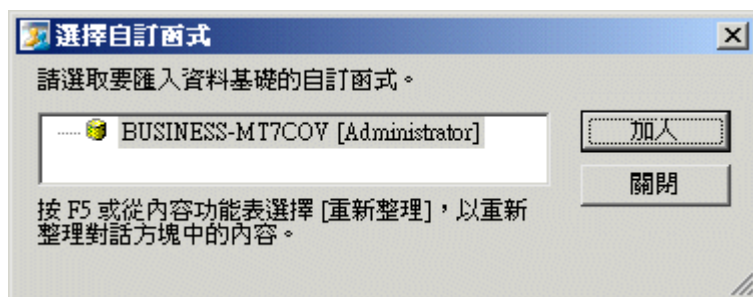 選擇自訂函式
請選取要匯入資料基礎的自訂函式。
BUSINESS-MT7COV [Administrator]
加入
關閉
按 F5 或從內容功能表選擇 [重新整理],以重新
整理對話方塊中的內容。